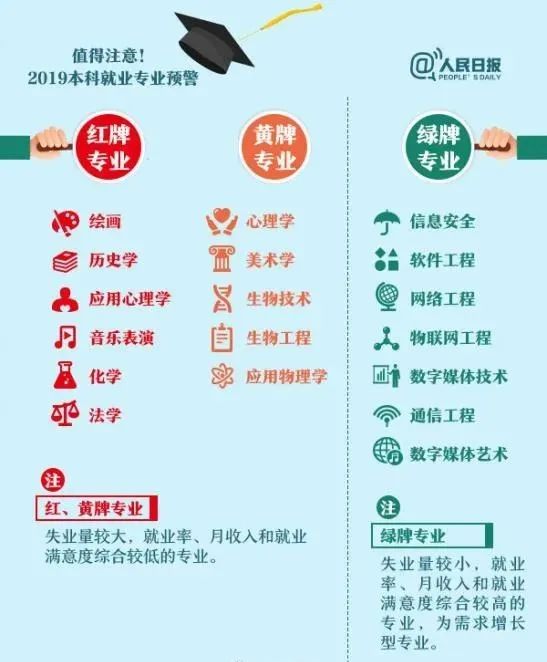 值得注意!
2019本科就业专业预警
@人民日报
PEOPLE'S DAILY
红牌
专业
黄牌
专业
绿牌
专业
绘画
历史学
应用心理学
音乐表演
化学
法学
心理学
美术学
生物技术
生物工程
应用物理学
信息安全
软件工程
网络工程
物联网工程
数字媒体技术
通信工程
数字媒体艺术
注
红、黄牌专业
失业量较大,就业率、月收入和就业
满意度综合较低的专业。
注
绿牌专业
失业量较小,就业
率、月收入和就业
满意度综合较高的
专业,为需求增长
型专业。